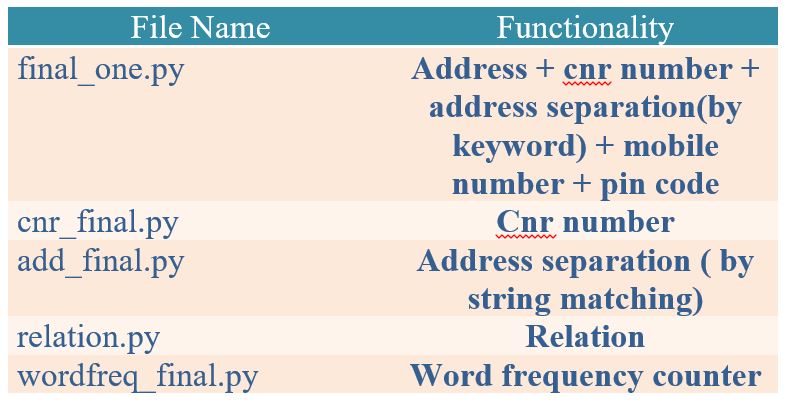 File Name Functionality
final_one.py Address + cnr number +
address separation(by
keyword) + mobile
number + pin code
cnr_final.py Cnr number
add_final.py Address separation ( by
string matching)
relation.py Relation
wordfreq_final.py Word frequency counter